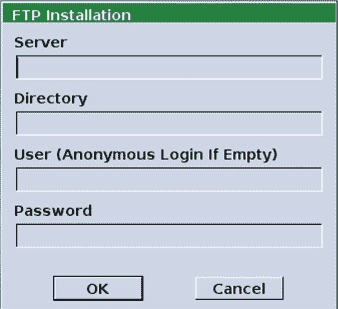 FTP Installation
Server
Directory
User (Anonymous Login If Empty)
Password
OK
Cancel